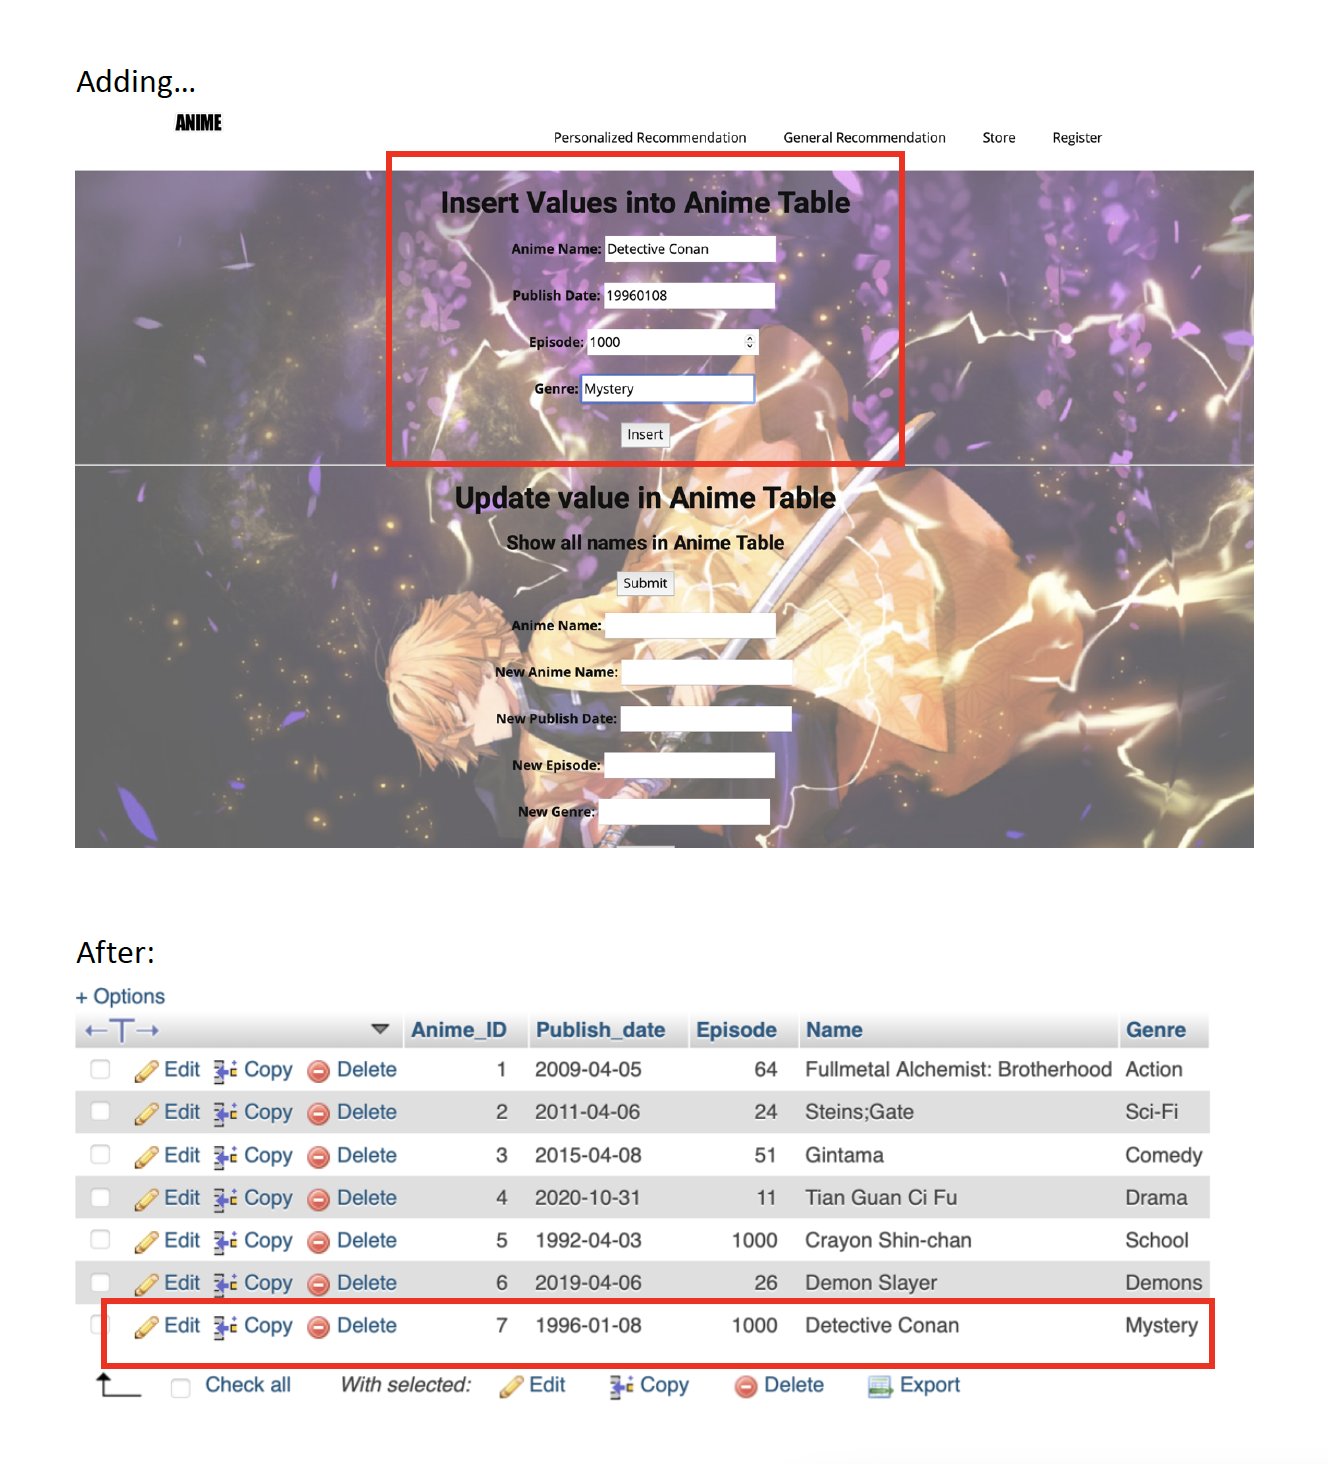 Adding...
ANIME
Personalized Recommendation General Recommendation Store Register
Insert Values into Anime Table
Anime Name: Detective Conan
Publish Date: 19960108
Episode: 1000
Genre: Mystery
Insert
Update value in Anime Table
Show all names in Anime Table
Submit
Anime Name:
New Anime Name:
New Publish Date:
New Episode:
New Genre:
After:
+ Options
←T→ Anime_ID Publish_date Episode Name Genre
Edit Copy Delete 1 2009-04-05 64 Fullmetal Alchemist: Brotherhood Action
Edit Copy Delete 2 2011-04-06 24 Steins;Gate Sci-Fi
Edit Copy Delete 3 2015-04-08 51 Gintama Comedy
Edit Copy Delete 4 2020-10-31 11 Tian Guan Ci Fu Drama
Edit Copy Delete 5 1992-04-03 1000 Crayon Shin-chan School
Edit Copy Delete 6 2019-04-06 26 Demon Slayer Demons
Edit Copy Delete 7 1996-01-08 1000 Detective Conan Mystery
Check all With selected: Edit Copy Delete Export